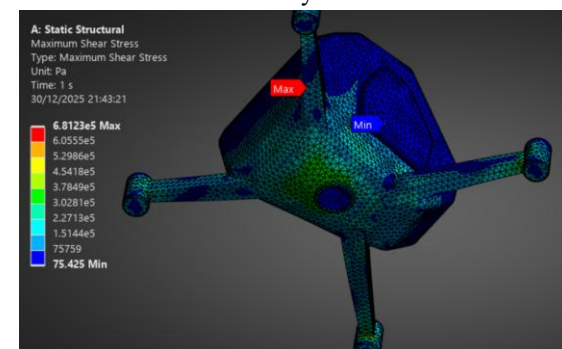 A: Static Structural
Maximum Shear Stress
Type: Maximum Shear Stress
Unit: Pa
Time: 1 s
30/12/2025 21:43:21
6.8123e5 Max
6.0555e5
5.2986e5
4.5418e5
3.7849e5
3.0281e5
2.2713e5
1.5144e5
75759
75.425 Min
Max
Min